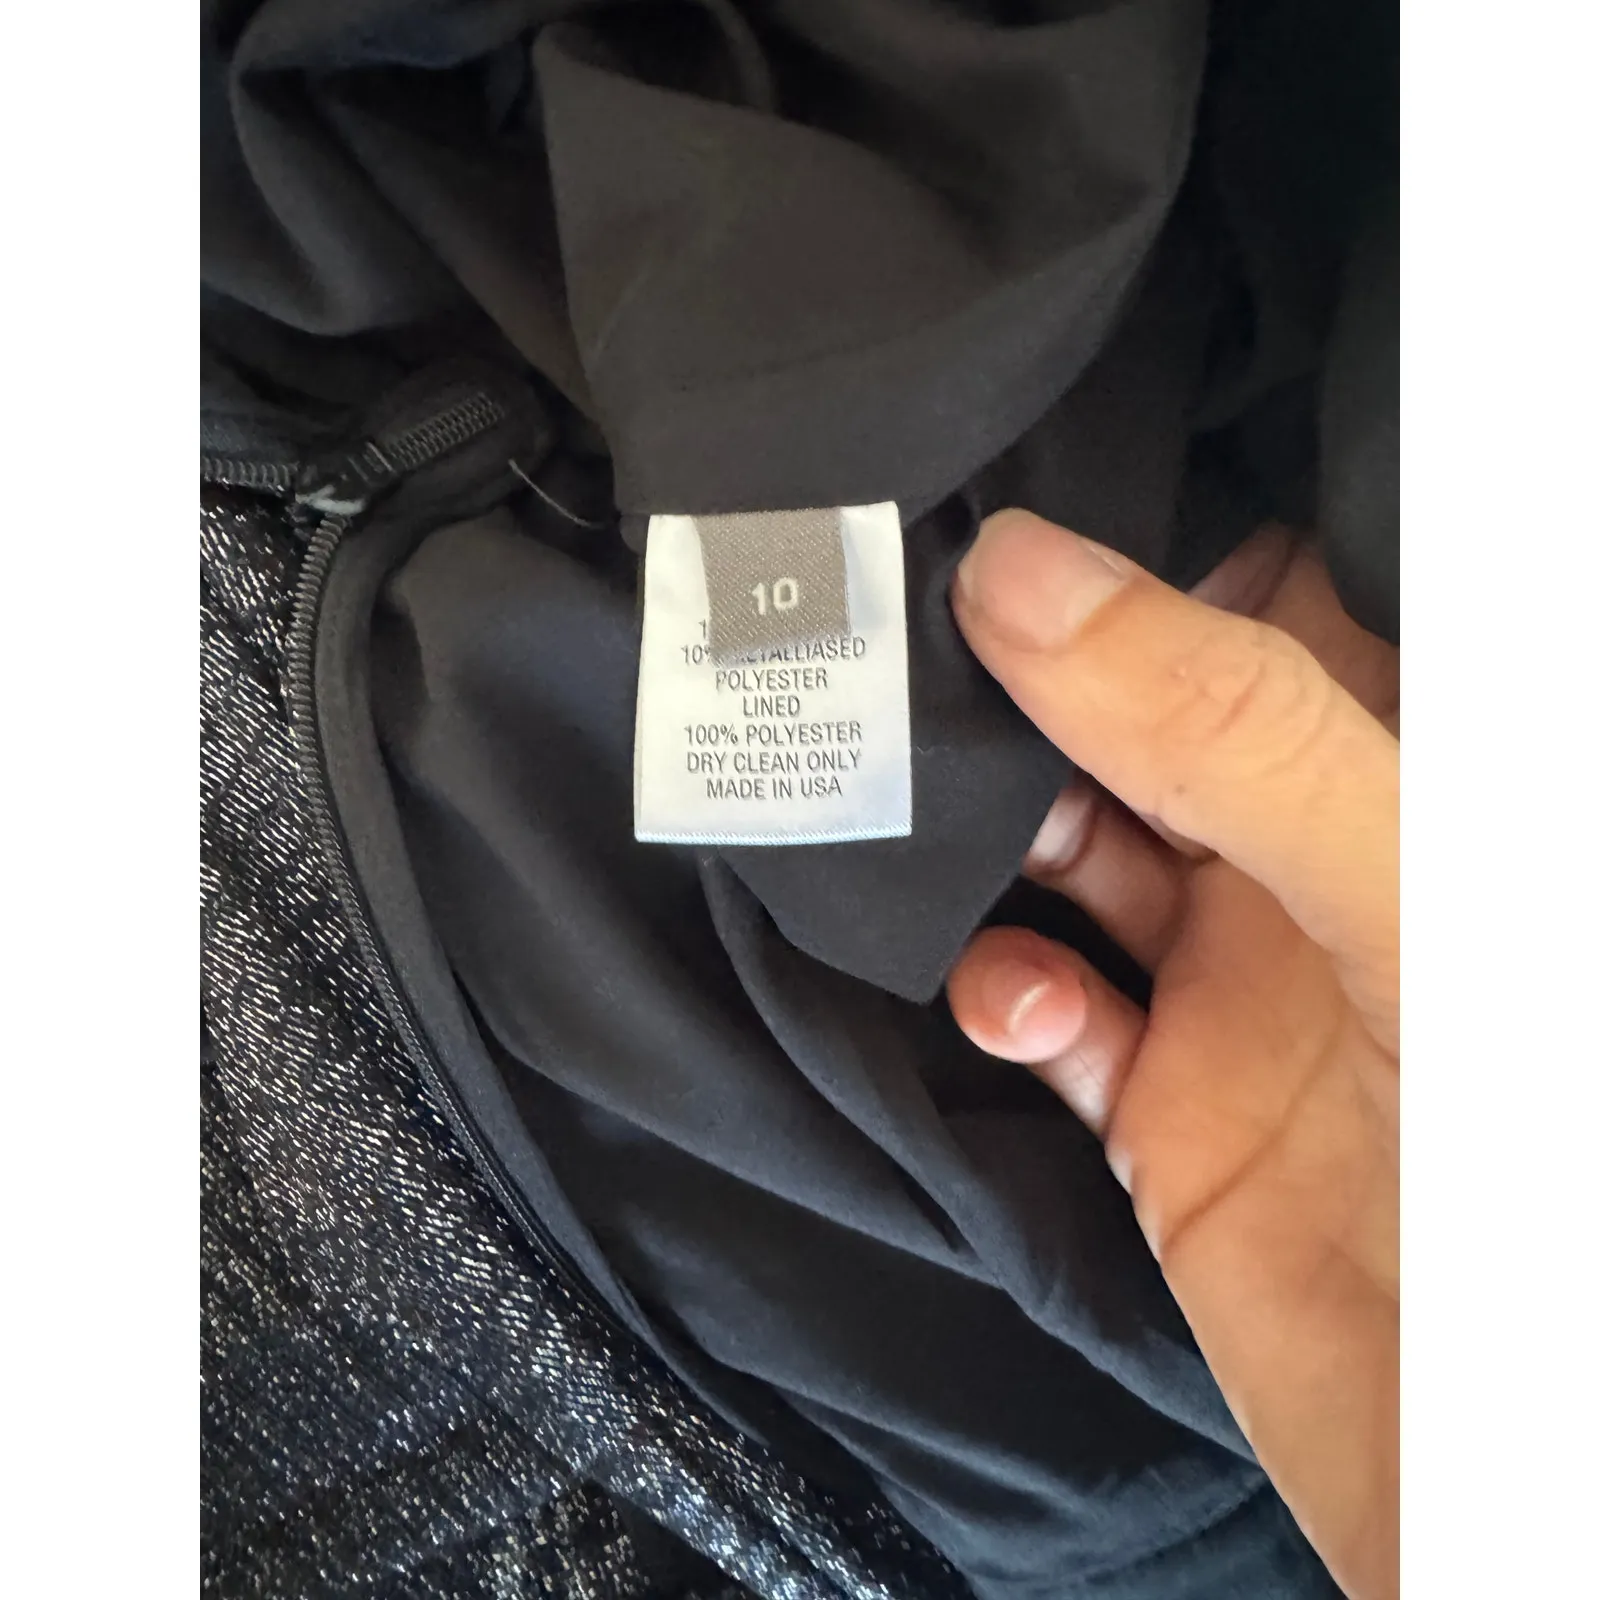 10
POLYESTER
LINED
100% POLYESTER
DRY CLEAN ONLY
MADE IN USA